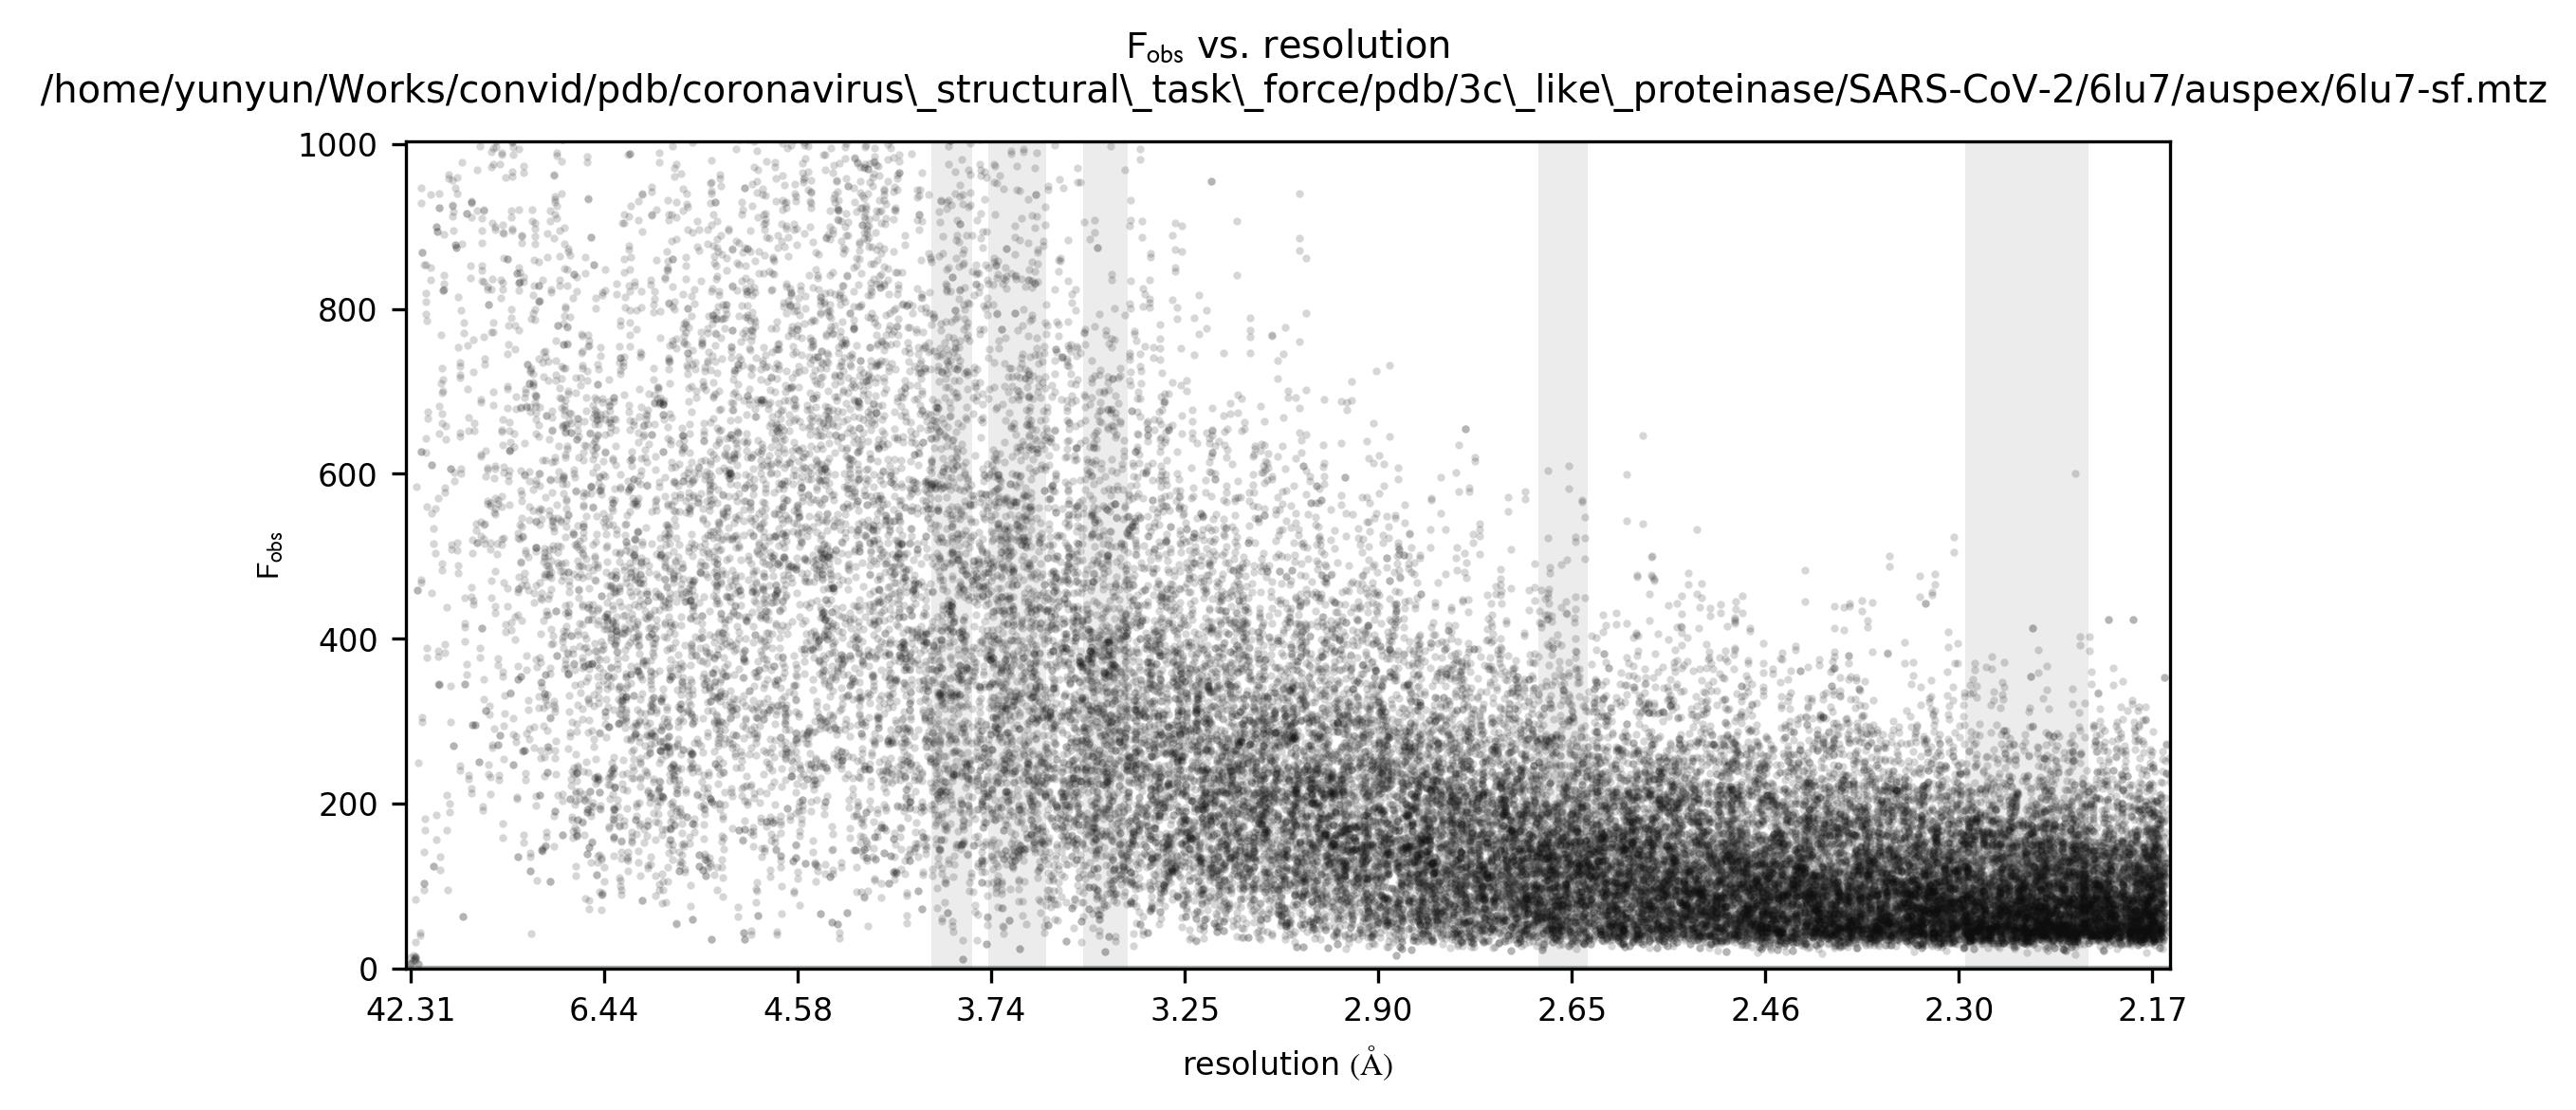 Fobs vs. resolution
/home/yunyun/Works/convid/pdb/coronavirus\_structural\_task\_force/pdb/3c\_like\_proteinase/SARS-CoV-2/6lu7/auspex/6lu7-sf.mtz
1000
800
600
400
200
0
Fobs
42.31 6.44 4.58 3.74 3.25 2.90 2.65 2.46 2.30 2.17
resolution (Å)